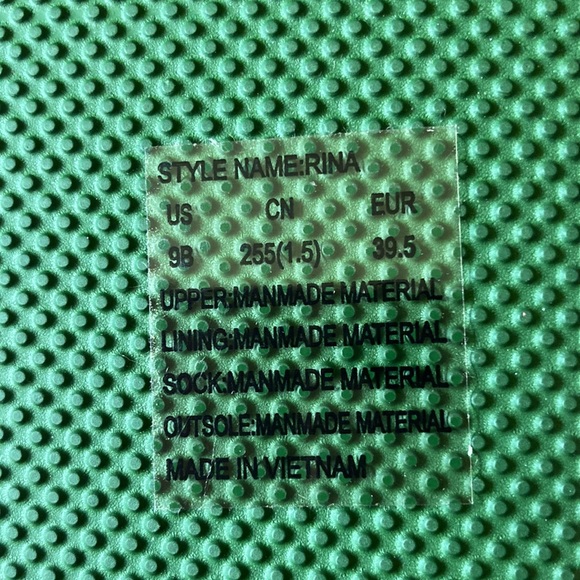 STYLE NAME:RINA
US CN EUR
9B 255(1.5) 39.5
UPPER:MANMADE MATERIAL
LINING:MANMADE MATERIAL
SOCK:MANMADE MATERIAL
OUTSOLE:MANMADE MATERIAL
MADE IN VIETNAM